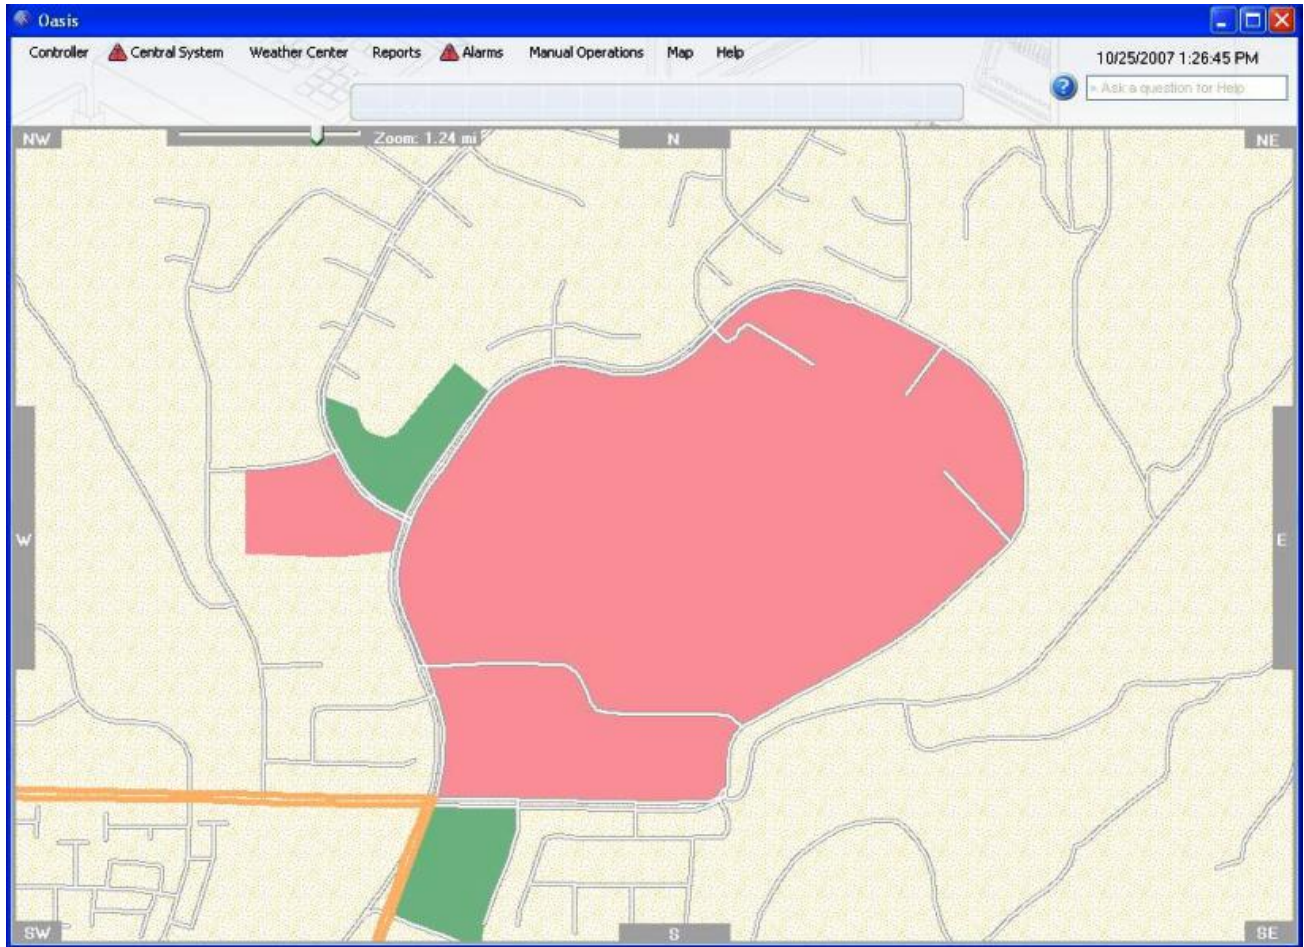 Oasis
Controller Central System Weather Center Reports Alarms Manual Operations Map Help
10/25/2007 1:26:45 PM
? » Ask a question for Help
NW Zoom: 1.24 mi N NE
W E
SW S SE